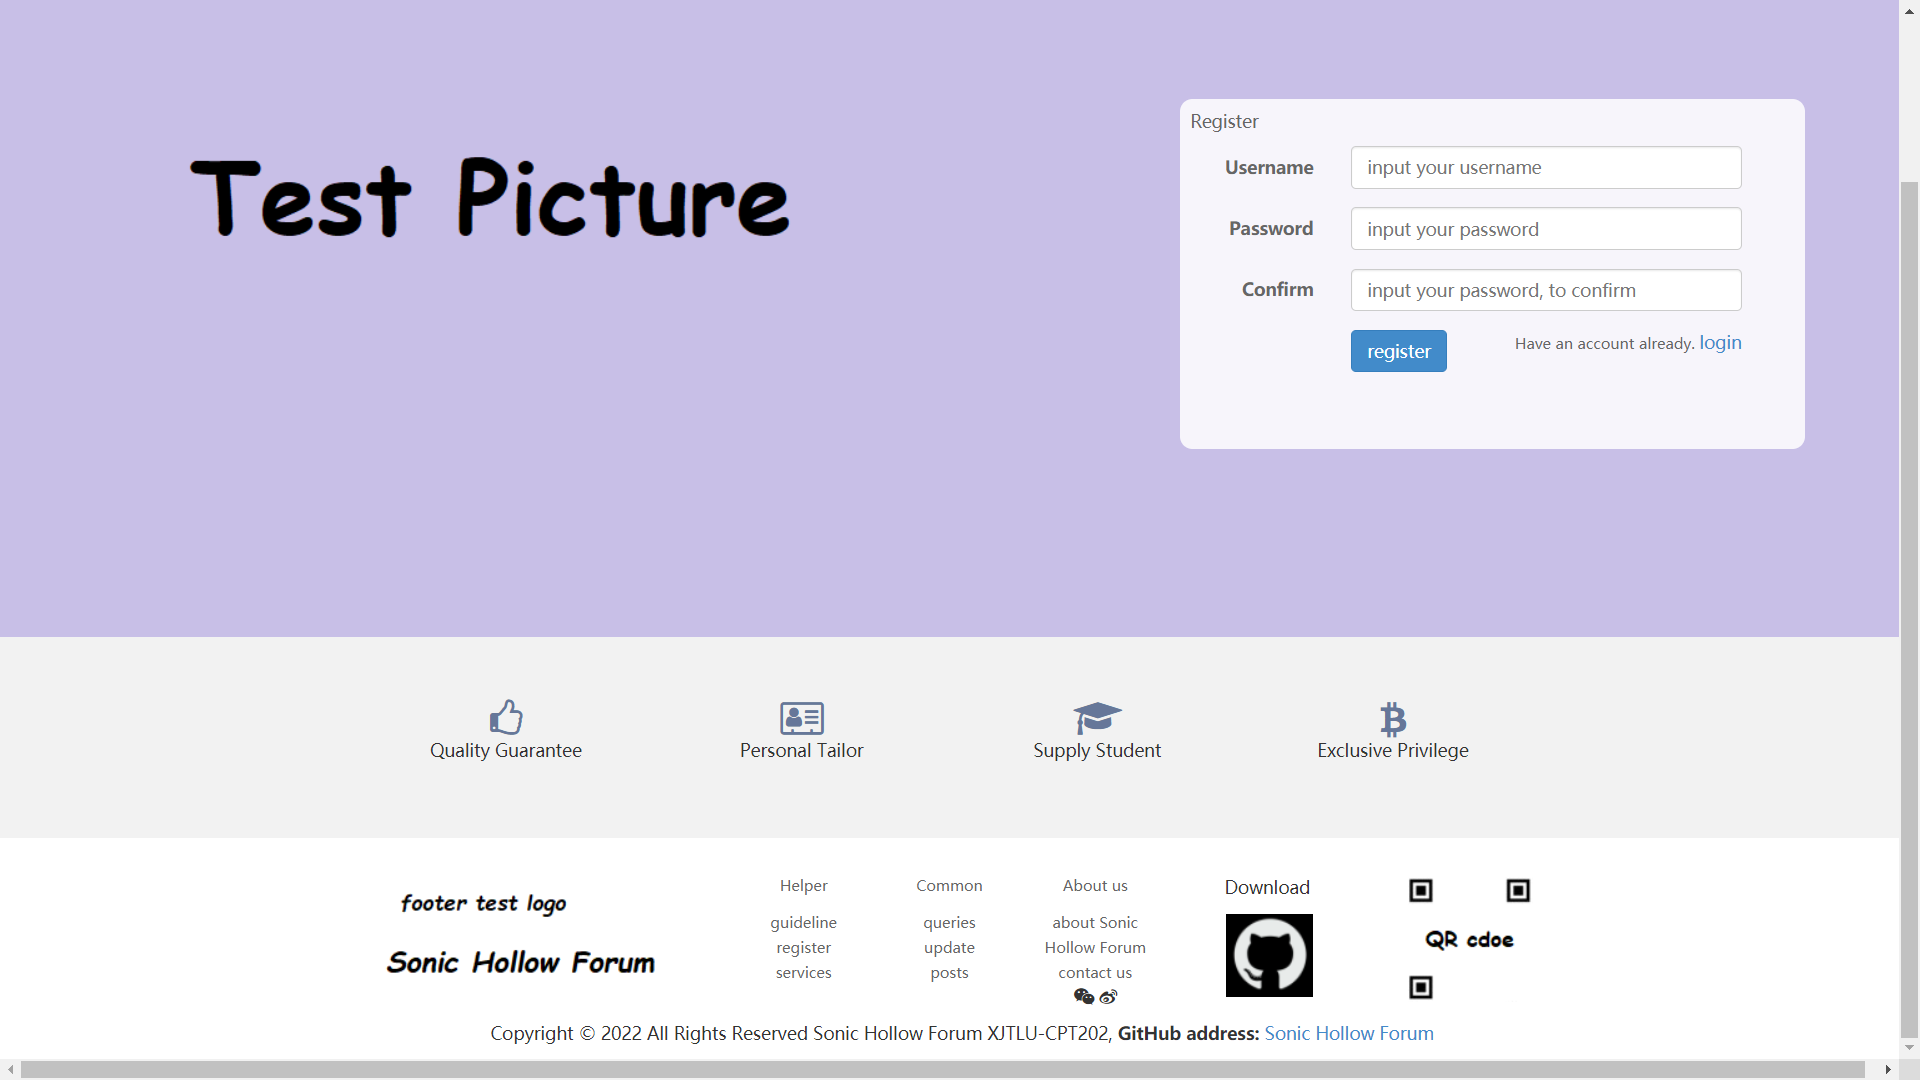 Test Picture
Register
Username
input your username
Password
input your password
Confirm
input your password, to confirm
register
Have an account already. login
Quality Guarantee
Personal Tailor
Supply Student
Exclusive Privilege
footer test logo
Sonic Hollow Forum
Helper
guideline
register
services
Common
queries
update
posts
About us
about Sonic
Hollow Forum
contact us
Download
QR cdoe
Copyright © 2022 All Rights Reserved Sonic Hollow Forum XJTLU-CPT202, GitHub address: Sonic Hollow Forum